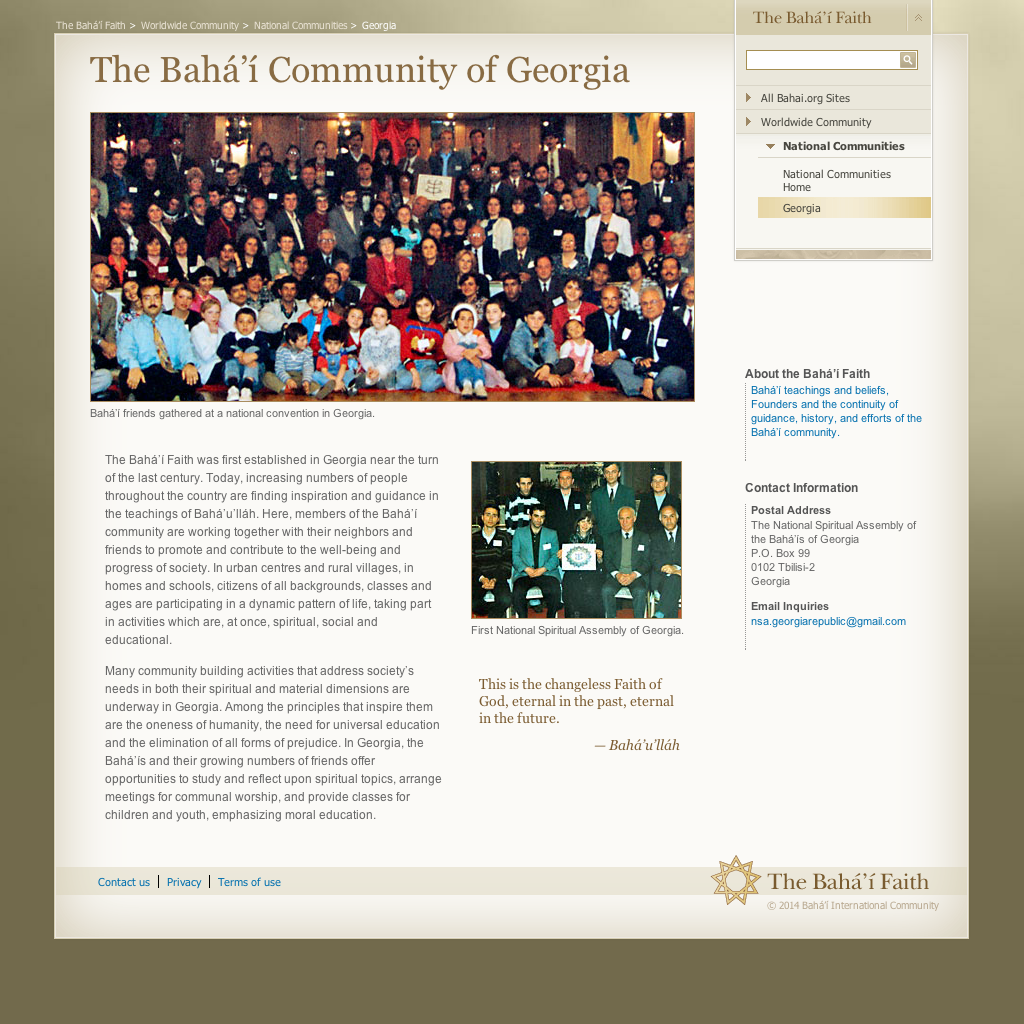 The Bahá’í Faith > Worldwide Community > National Communities > Georgia
The Bahá’í Faith
All Bahai.org Sites
Worldwide Community
National Communities
National Communities
Home
Georgia
The Bahá’í Community of Georgia
Bahá’í friends gathered at a national convention in Georgia.
The Bahá’í Faith was first established in Georgia near the turn
of the last century. Today, increasing numbers of people
throughout the country are finding inspiration and guidance in
the teachings of Bahá’u’lláh. Here, members of the Bahá’í
community are working together with their neighbors and
friends to promote and contribute to the well-being and
progress of society. In urban centres and rural villages, in
homes and schools, citizens of all backgrounds, classes and
ages are participating in a dynamic pattern of life, taking part
in activities which are, at once, spiritual, social and
educational.
Many community building activities that address society’s
needs in both their spiritual and material dimensions are
underway in Georgia. Among the principles that inspire them
are the oneness of humanity, the need for universal education
and the elimination of all forms of prejudice. In Georgia, the
Bahá’ís and their growing numbers of friends offer
opportunities to study and reflect upon spiritual topics, arrange
meetings for communal worship, and provide classes for
children and youth, emphasizing moral education.
First National Spiritual Assembly of Georgia.
This is the changeless Faith of
God, eternal in the past, eternal
in the future.
— Bahá’u’lláh
About the Bahá’í Faith
Bahá’í teachings and beliefs,
Founders and the continuity of
guidance, history, and efforts of the
Bahá’í community.
Contact Information
Postal Address
The National Spiritual Assembly of
the Bahá’ís of Georgia
P.O. Box 99
0102 Tbilisi-2
Georgia
Email Inquiries
nsa.georgiarepublic@gmail.com
Contact us | Privacy | Terms of use
The Bahá’í Faith
© 2014 Bahá’í International Community